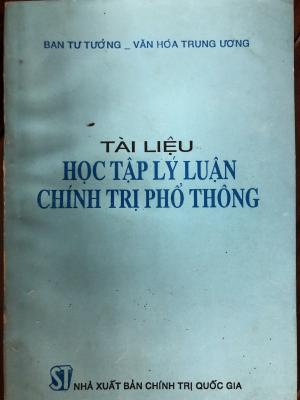 BAN TƯ TƯỞNG _ VĂN HÓA TRUNG ƯƠNG
TÀI LIỆU
HỌC TẬP LÝ LUẬN
CHÍNH TRỊ PHỔ THÔNG
ST NHÀ XUẤT BẢN CHÍNH TRỊ QUỐC GIA